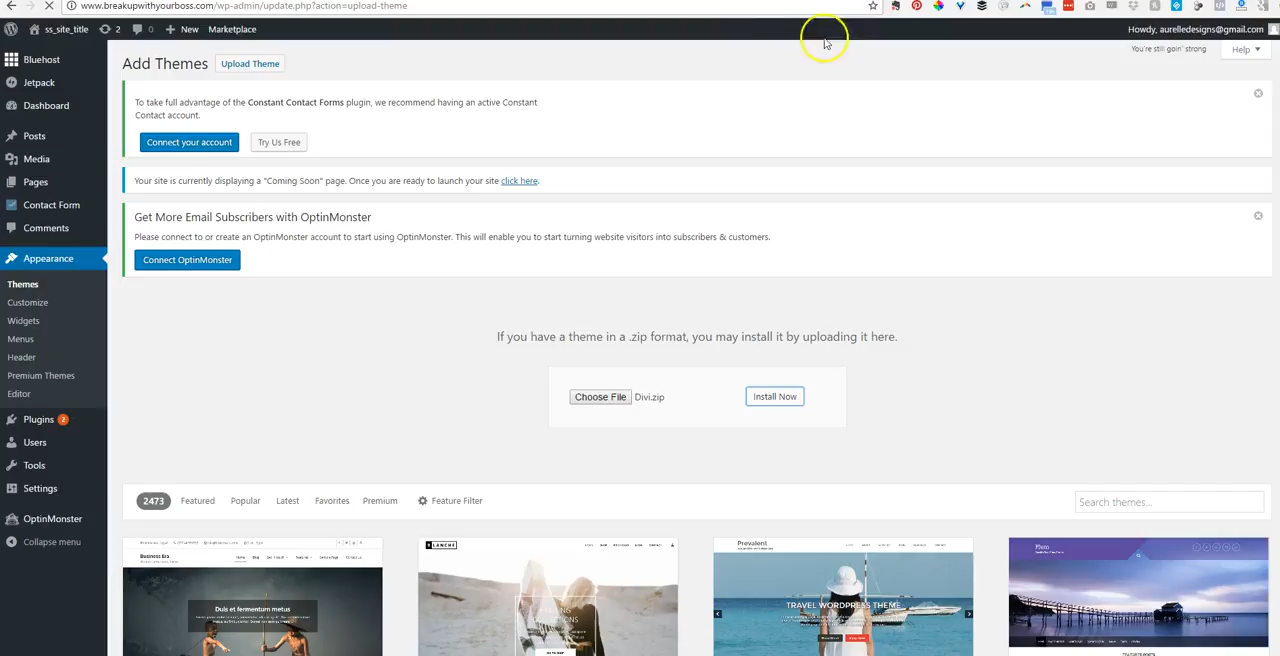 www.breakupwithyourboss.com/wp-admin/update.php?action=upload-theme
ss_site_title 2 0 New Marketplace
Howdy, aurelledesigns@gmail.com
You're still goin' strong
Help
Bluehost
Jetpack
Dashboard
Posts
Media
Pages
Contact Form
Comments
Appearance
Themes
Customize
Widgets
Menus
Header
Premium Themes
Editor
Plugins 2
Users
Tools
Settings
OptinMonster
Collapse menu
Add Themes
Upload Theme
To take full advantage of the Constant Contact Forms plugin, we recommend having an active Constant
Contact account.
Connect your account
Try Us Free
Your site is currently displaying a "Coming Soon" page. Once you are ready to launch your site click here.
Get More Email Subscribers with OptinMonster
Please connect to or create an OptinMonster account to start using OptinMonster. This will enable you to start turning website visitors into subscribers & customers.
Connect OptinMonster
If you have a theme in a .zip format, you may install it by uploading it here.
Choose File Divi.zip
Install Now
2473 Featured Popular Latest Favorites Premium Feature Filter
Search themes...
Business Era
Duis et fermentum metus
Prevalent
TRAVEL WORDPRESS THEME
Plum